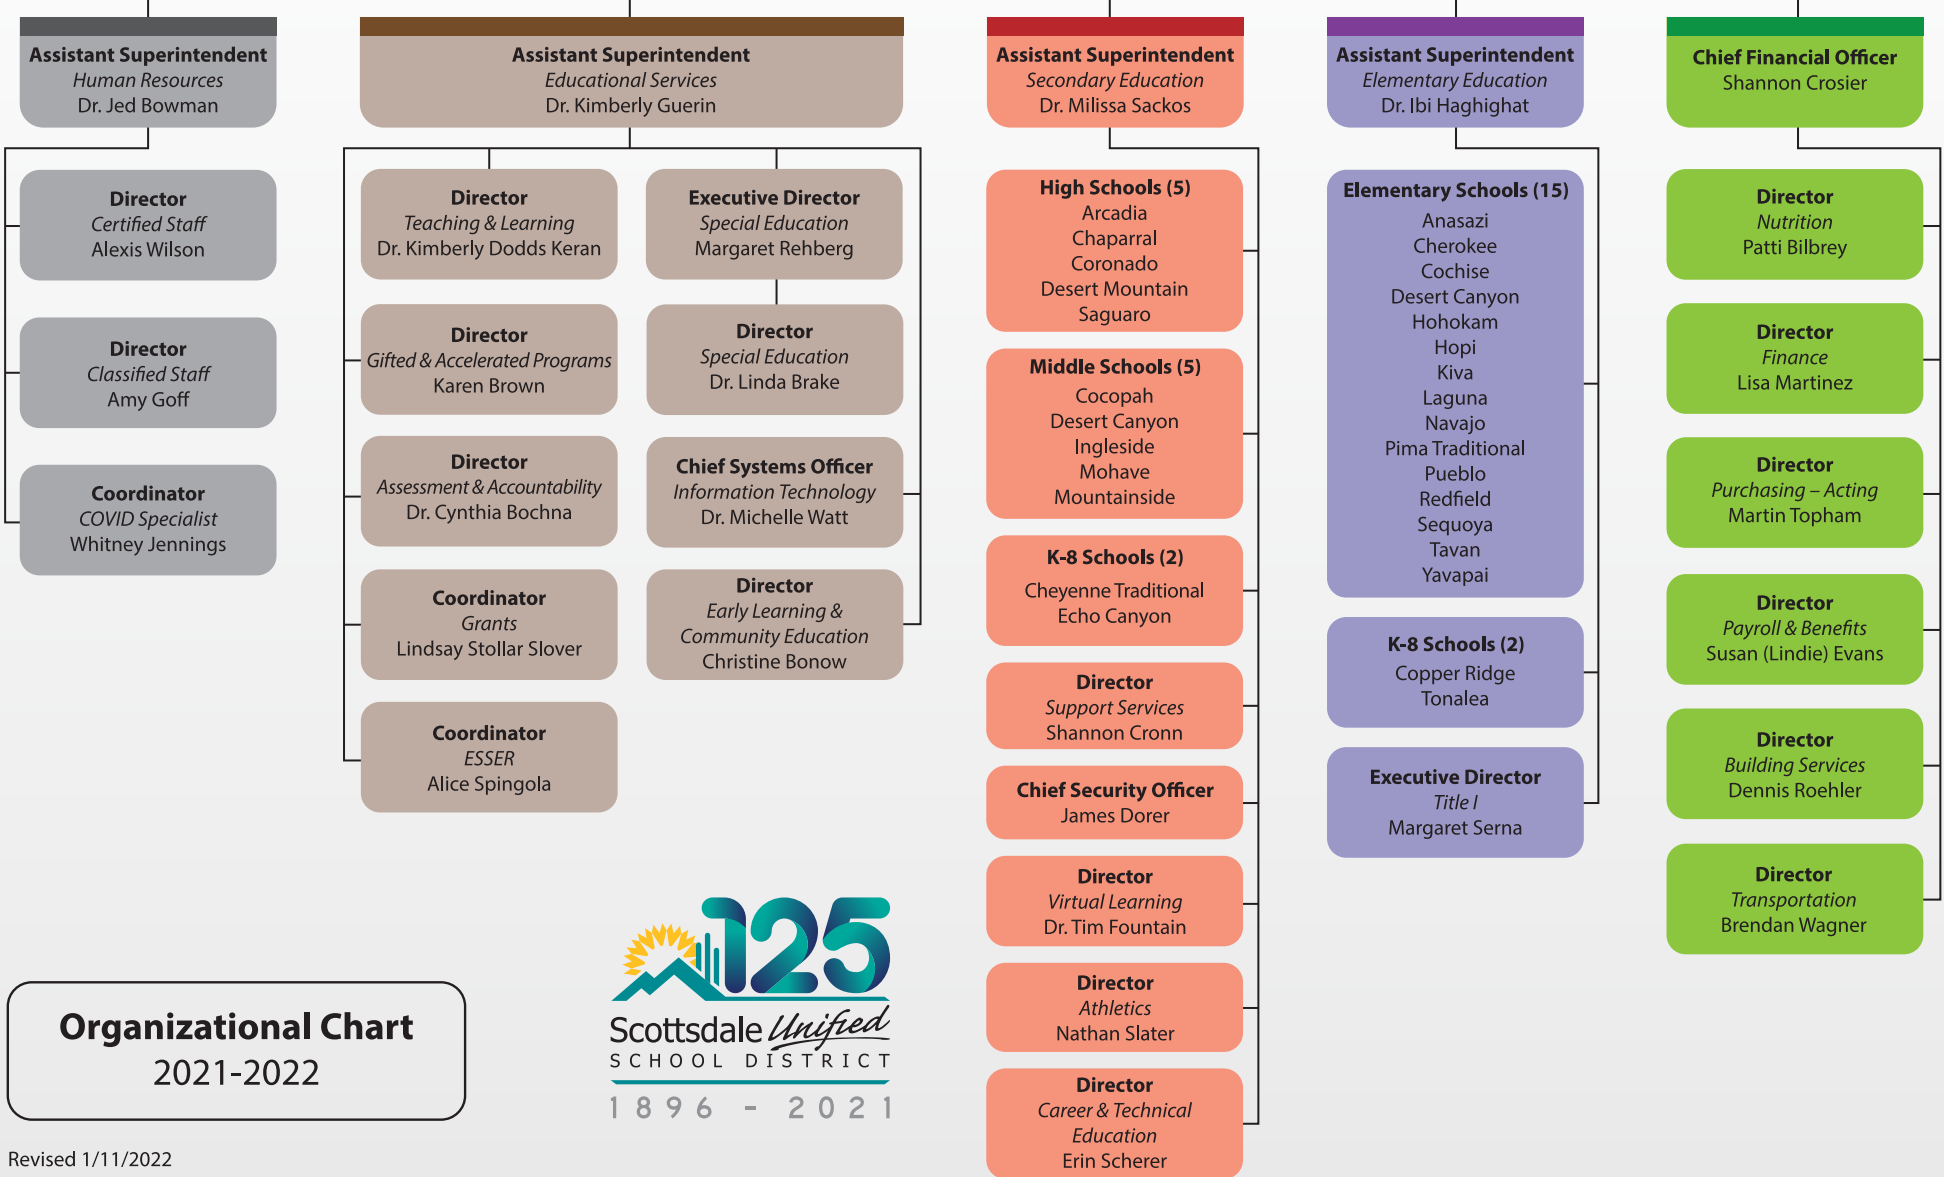 Assistant Superintendent
Human Resources
Dr. Jed Bowman
Director
Certified Staff
Alexis Wilson
Director
Classified Staff
Amy Goff
Coordinator
COVID Specialist
Whitney Jennings
Assistant Superintendent
Educational Services
Dr. Kimberly Guerin
Director
Teaching & Learning
Dr. Kimberly Dodds Keran
Director
Gifted & Accelerated Programs
Karen Brown
Director
Assessment & Accountability
Dr. Cynthia Bochna
Coordinator
Grants
Lindsay Stollar Slover
Coordinator
ESSER
Alice Spingola
Executive Director
Special Education
Margaret Rehberg
Director
Special Education
Dr. Linda Brake
Chief Systems Officer
Information Technology
Dr. Michelle Watt
Director
Early Learning &
Community Education
Christine Bonow
Assistant Superintendent
Secondary Education
Dr. Milissa Sackos
High Schools (5)
Arcadia
Chaparral
Coronado
Desert Mountain
Saguaro
Middle Schools (5)
Cocopah
Desert Canyon
Ingleside
Mohave
Mountainside
K-8 Schools (2)
Cheyenne Traditional
Echo Canyon
Director
Support Services
Shannon Cronn
Chief Security Officer
James Dorer
Director
Virtual Learning
Dr. Tim Fountain
Director
Athletics
Nathan Slater
Director
Career & Technical
Education
Erin Scherer
Assistant Superintendent
Elementary Education
Dr. Ibi Haghighat
Elementary Schools (15)
Anasazi
Cherokee
Cochise
Desert Canyon
Hohokam
Hopi
Kiva
Laguna
Navajo
Pima Traditional
Pueblo
Redfield
Sequoya
Tavan
Yavapai
K-8 Schools (2)
Copper Ridge
Tonalea
Executive Director
Title I
Margaret Serna
Chief Financial Officer
Shannon Crosier
Director
Nutrition
Patti Bilbrey
Director
Finance
Lisa Martinez
Director
Purchasing – Acting
Martin Topham
Director
Payroll & Benefits
Susan (Lindie) Evans
Director
Building Services
Dennis Roehler
Director
Transportation
Brendan Wagner
Organizational Chart
2021-2022
125
Scottsdale Unified
SCHOOL DISTRICT
1896 - 2021
Revised 1/11/2022